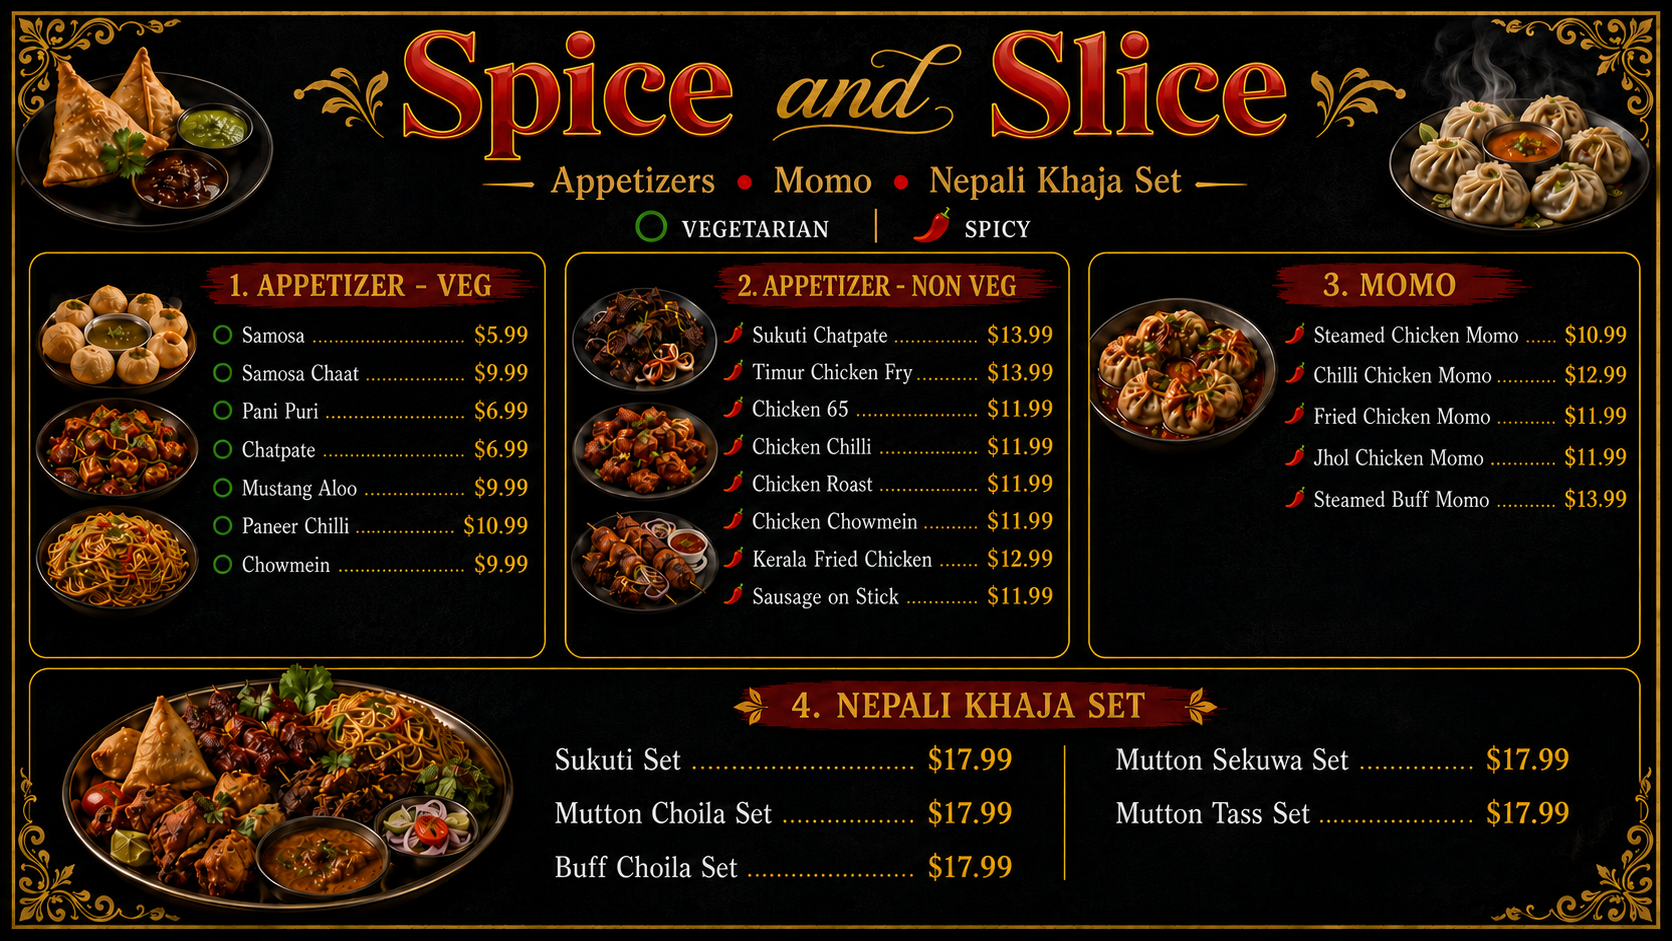 Spice and Slice
Appetizers • Momo • Nepali Khaja Set
VEGETARIAN | SPICY
1. APPETIZER - VEG
Samosa ............................ $5.99
Samosa Chaat .................. $9.99
Pani Puri ......................... $6.99
Chatpate .......................... $6.99
Mustang Aloo .................. $9.99
Paneer Chilli .................. $10.99
Chowmein ....................... $9.99
2. APPETIZER - NON VEG
Sukuti Chatpate ............... $13.99
Timur Chicken Fry ........... $13.99
Chicken 65 ...................... $11.99
Chicken Chilli .................. $11.99
Chicken Roast .................. $11.99
Chicken Chowmein .......... $11.99
Kerala Fried Chicken ....... $12.99
Sausage on Stick ............. $11.99
3. MOMO
Steamed Chicken Momo ...... $10.99
Chilli Chicken Momo ........... $12.99
Fried Chicken Momo ........... $11.99
Jhol Chicken Momo ............ $11.99
Steamed Buff Momo ........... $13.99
4. NEPALI KHAJA SET
Sukuti Set ............................ $17.99
Mutton Choila Set ................ $17.99
Buff Choila Set ..................... $17.99
Mutton Sekuwa Set .............. $17.99
Mutton Tass Set ................... $17.99